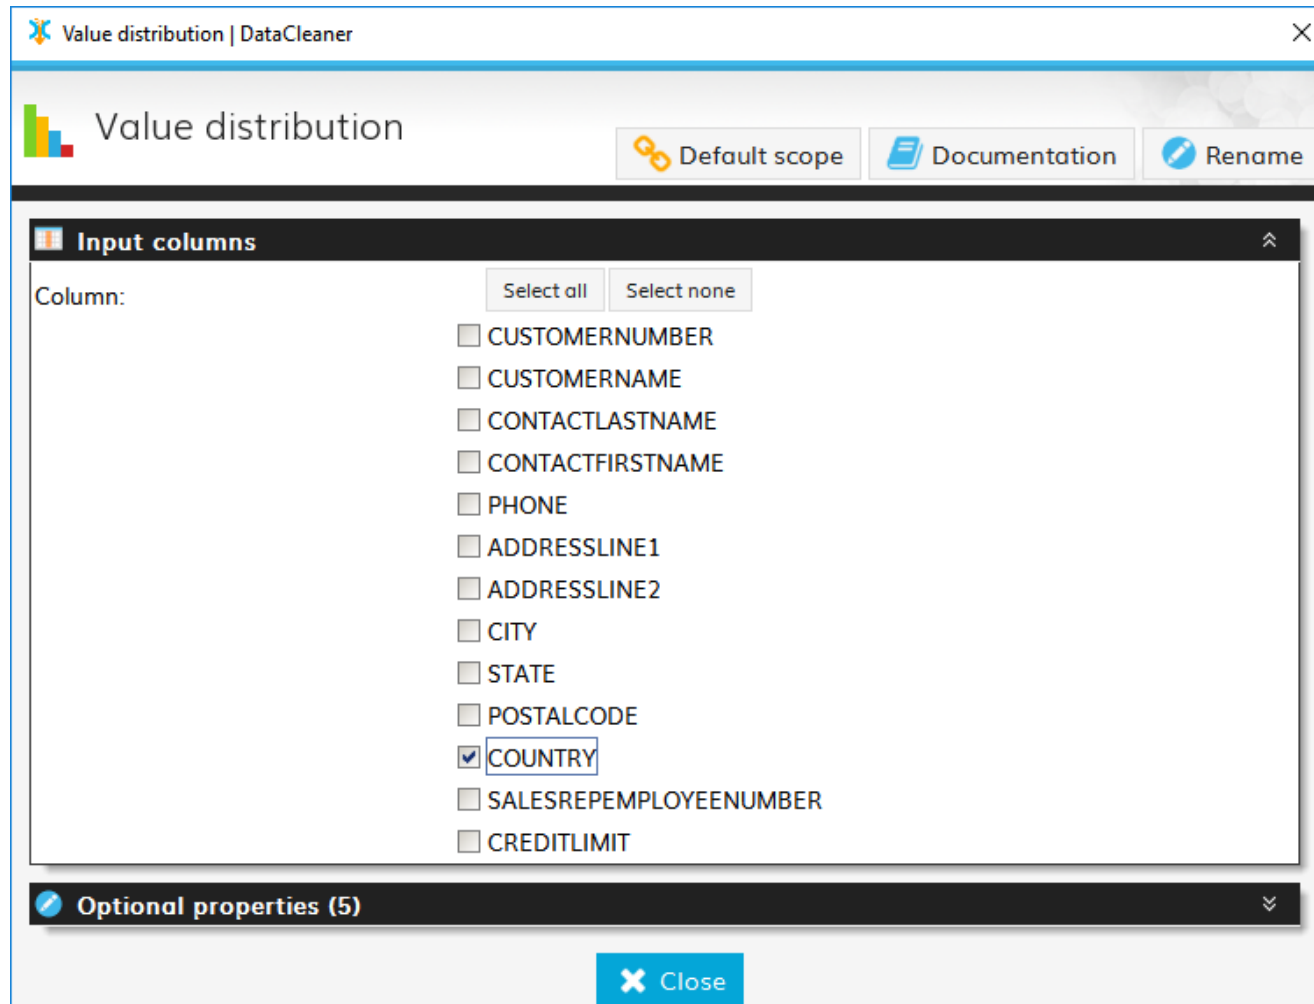 Value distribution | DataCleaner
Value distribution
Default scope
Documentation
Rename
Input columns
Column:
Select all
Select none
CUSTOMERNUMBER
CUSTOMERNAME
CONTACTLASTNAME
CONTACTFIRSTNAME
PHONE
ADDRESSLINE1
ADDRESSLINE2
CITY
STATE
POSTALCODE
COUNTRY
SALESREPEMPLOYEENUMBER
CREDITLIMIT
Optional properties (5)
Close